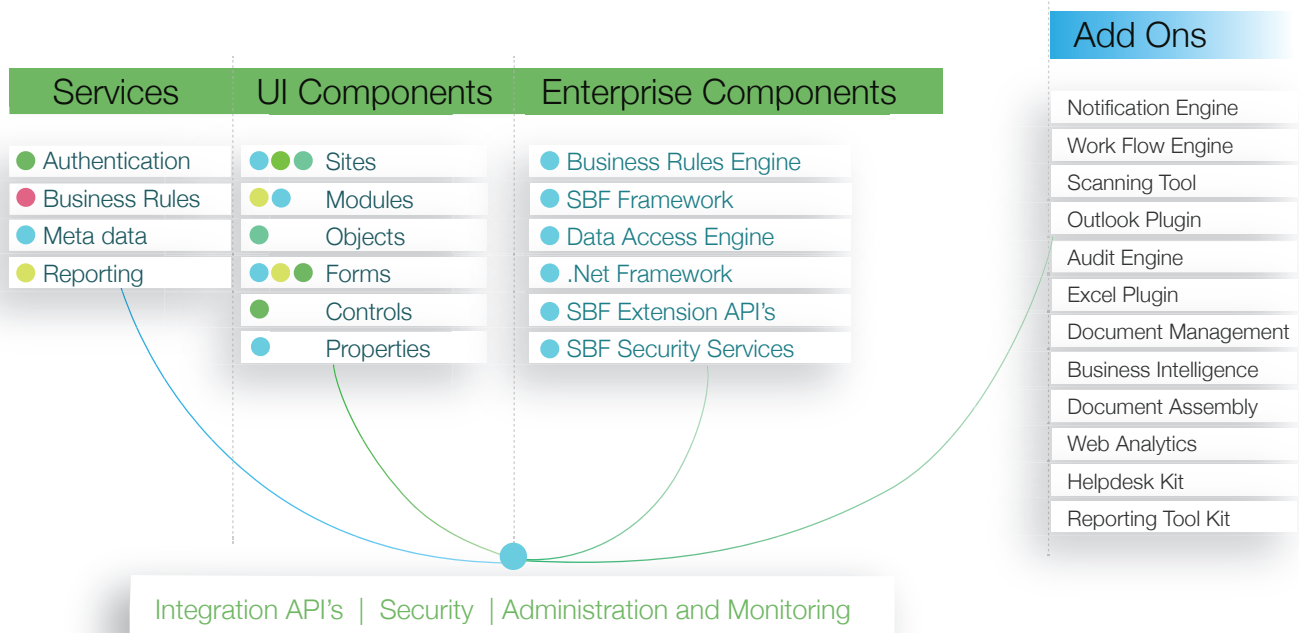 Add Ons
Services
UI Components
Enterprise Components
Authentication
Business Rules
Meta data
Reporting
Sites
Modules
Objects
Forms
Controls
Properties
Business Rules Engine
SBF Framework
Data Access Engine
.Net Framework
SBF Extension API's
SBF Security Services
Notification Engine
Work Flow Engine
Scanning Tool
Outlook Plugin
Audit Engine
Excel Plugin
Document Management
Business Intelligence
Document Assembly
Web Analytics
Helpdesk Kit
Reporting Tool Kit
Integration API's | Security | Administration and Monitoring